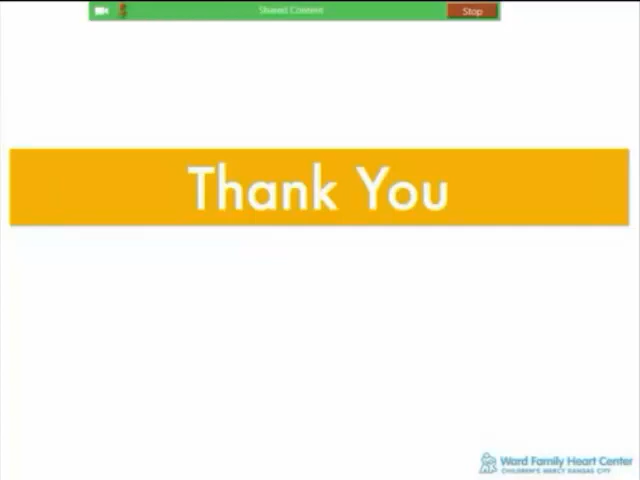 Shared Content
Stop
Thank You
Ward Family Heart Center
CHILDREN'S MERCY KANSAS CITY